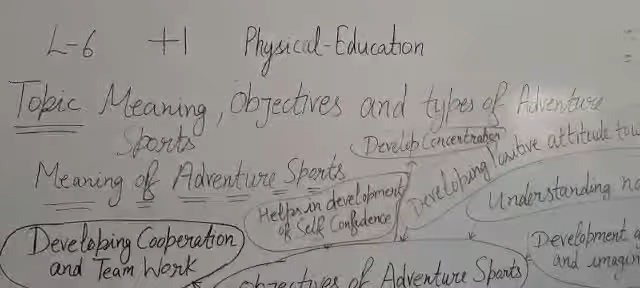 L-6 +1 Physical-Education
Topic Meaning, Objectives and types of Adventure
Sports
Meaning of Adventure Sports
Develop Concentration
Developing attitude
Helps in development
of Self Confidence
Understanding
Developing Cooperation
and Team Work
Development
and
Objectives of Adventure Sports